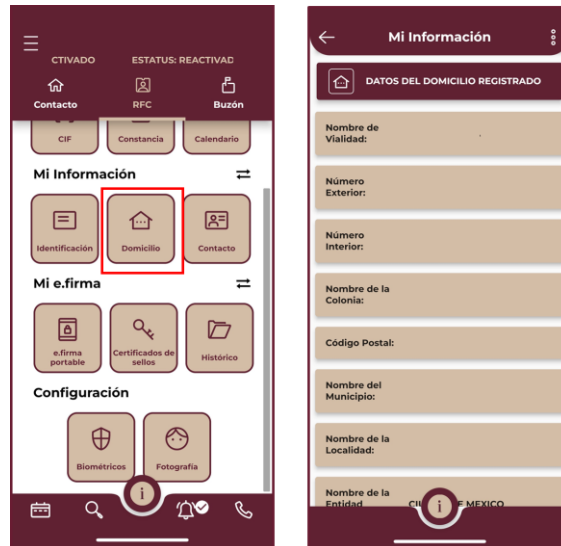 CTIVADO ESTATUS: REACTIVAD
Contacto RFC Buzón
CIF Constancia Calendario
Mi Información
Identificación Domicilio Contacto
Mi e.firma
e.firma
portable
Certificados de
sellos
Histórico
Configuración
Biométricos Fotografía
i
Mi Información
DATOS DEL DOMICILIO REGISTRADO
Nombre de
Vialidad:
Número
Exterior:
Número
Interior:
Nombre de la
Colonia:
Código Postal:
Nombre del
Municipio:
Nombre de la
Localidad:
Nombre de la
Entidad
E MEXICO
i